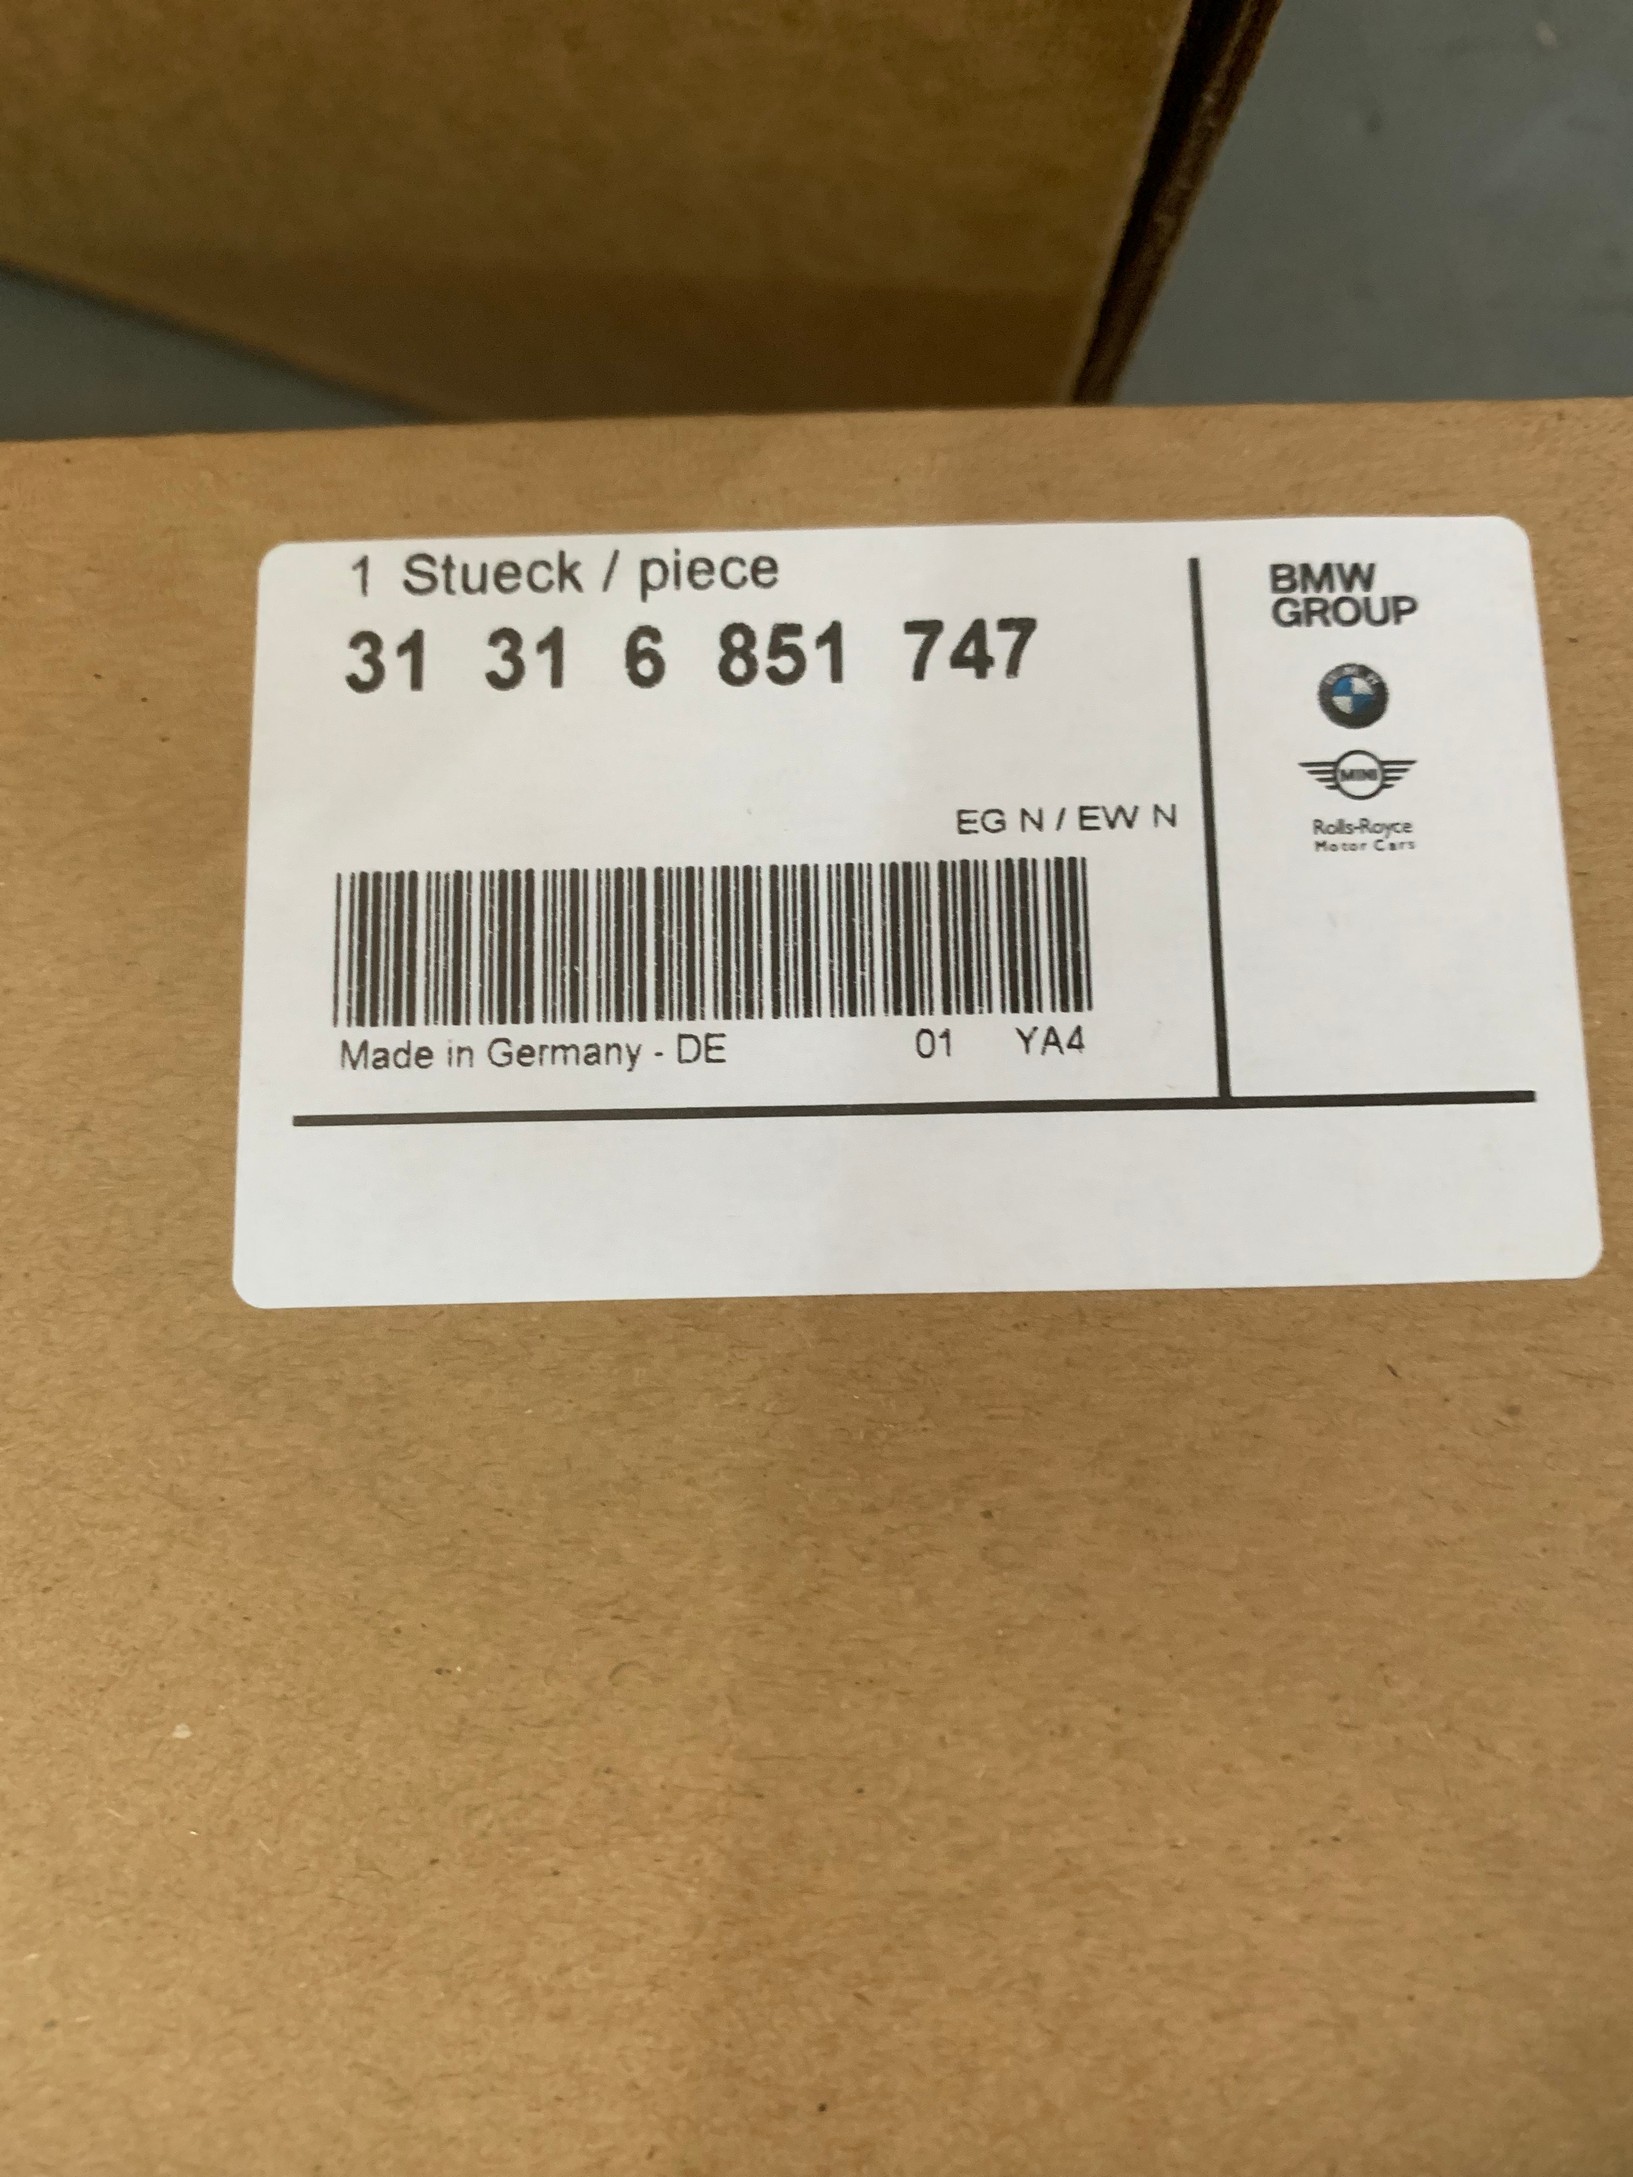 1 Stueck / piece
31 31 6 851 747
EG N / EW N
Made in Germany - DE 01 YA4
BMW
GROUP
MINI
Rolls-Royce
Motor Cars